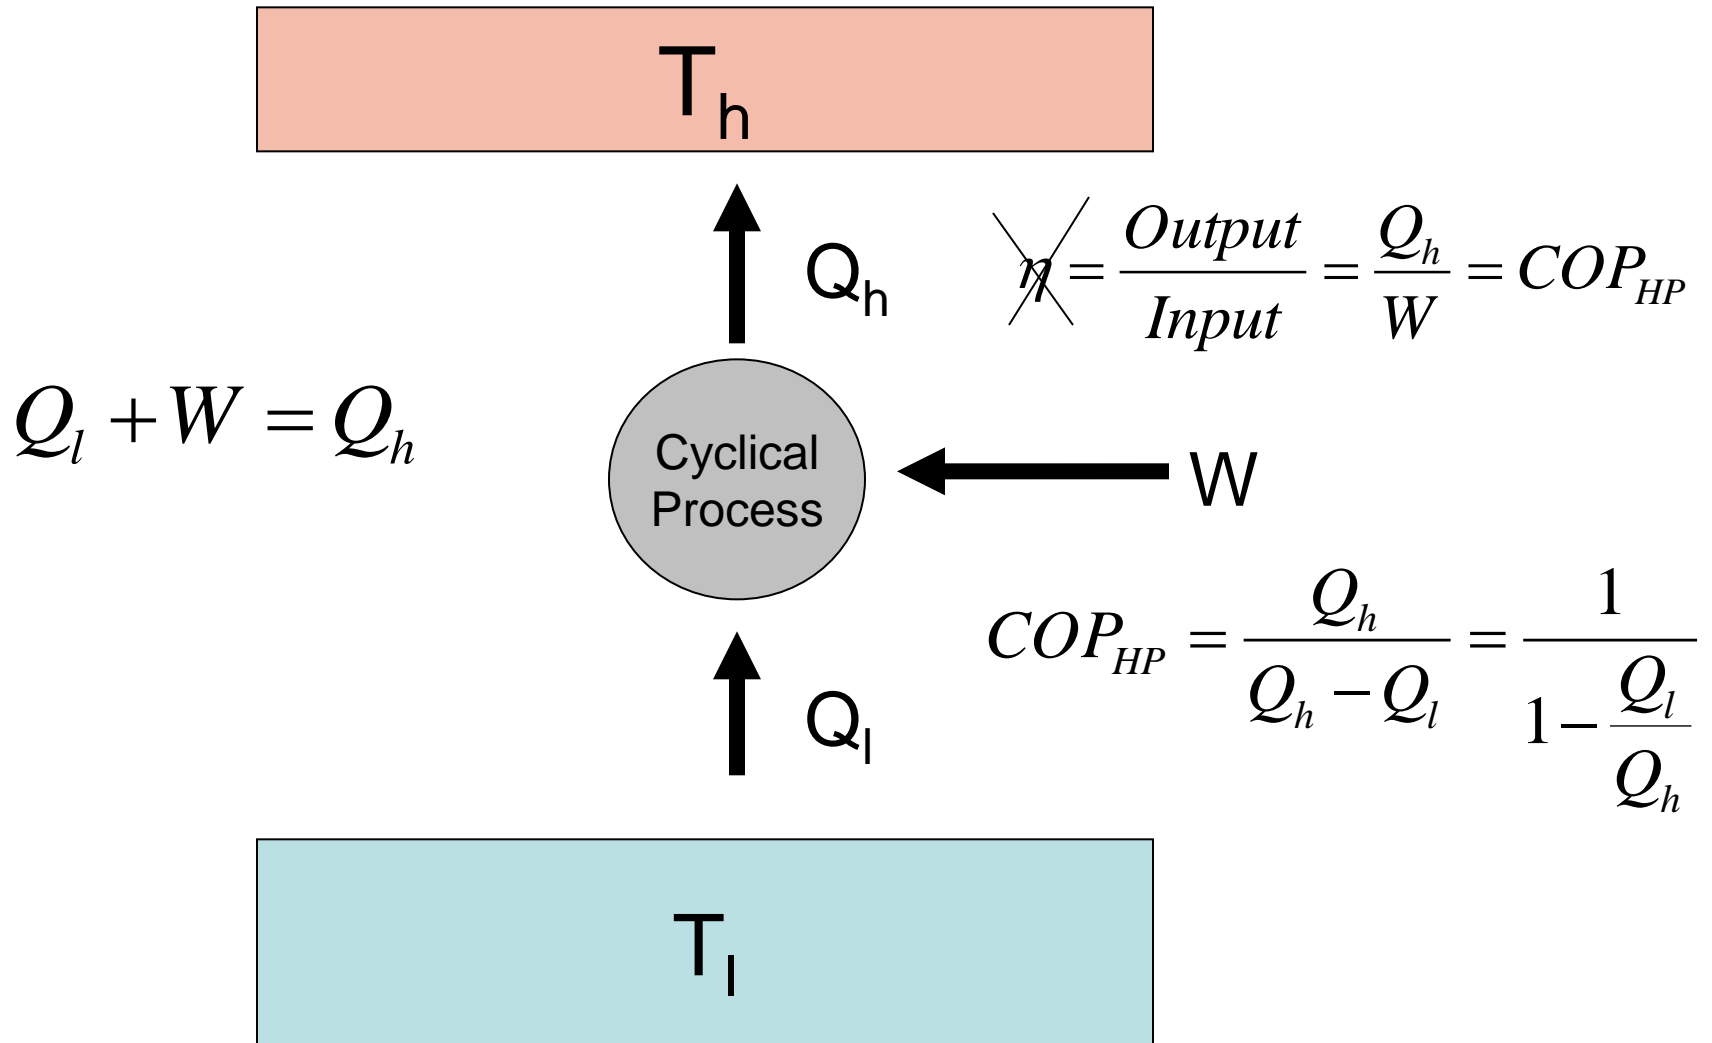 T_h
Q_h
η = Output / Input = Q_h / W = COP_HP
Q_l + W = Q_h
Cyclical
Process
W
COP_HP = Q_h / (Q_h − Q_l) = 1 / (1 − Q_l / Q_h)
Q_l
T_l